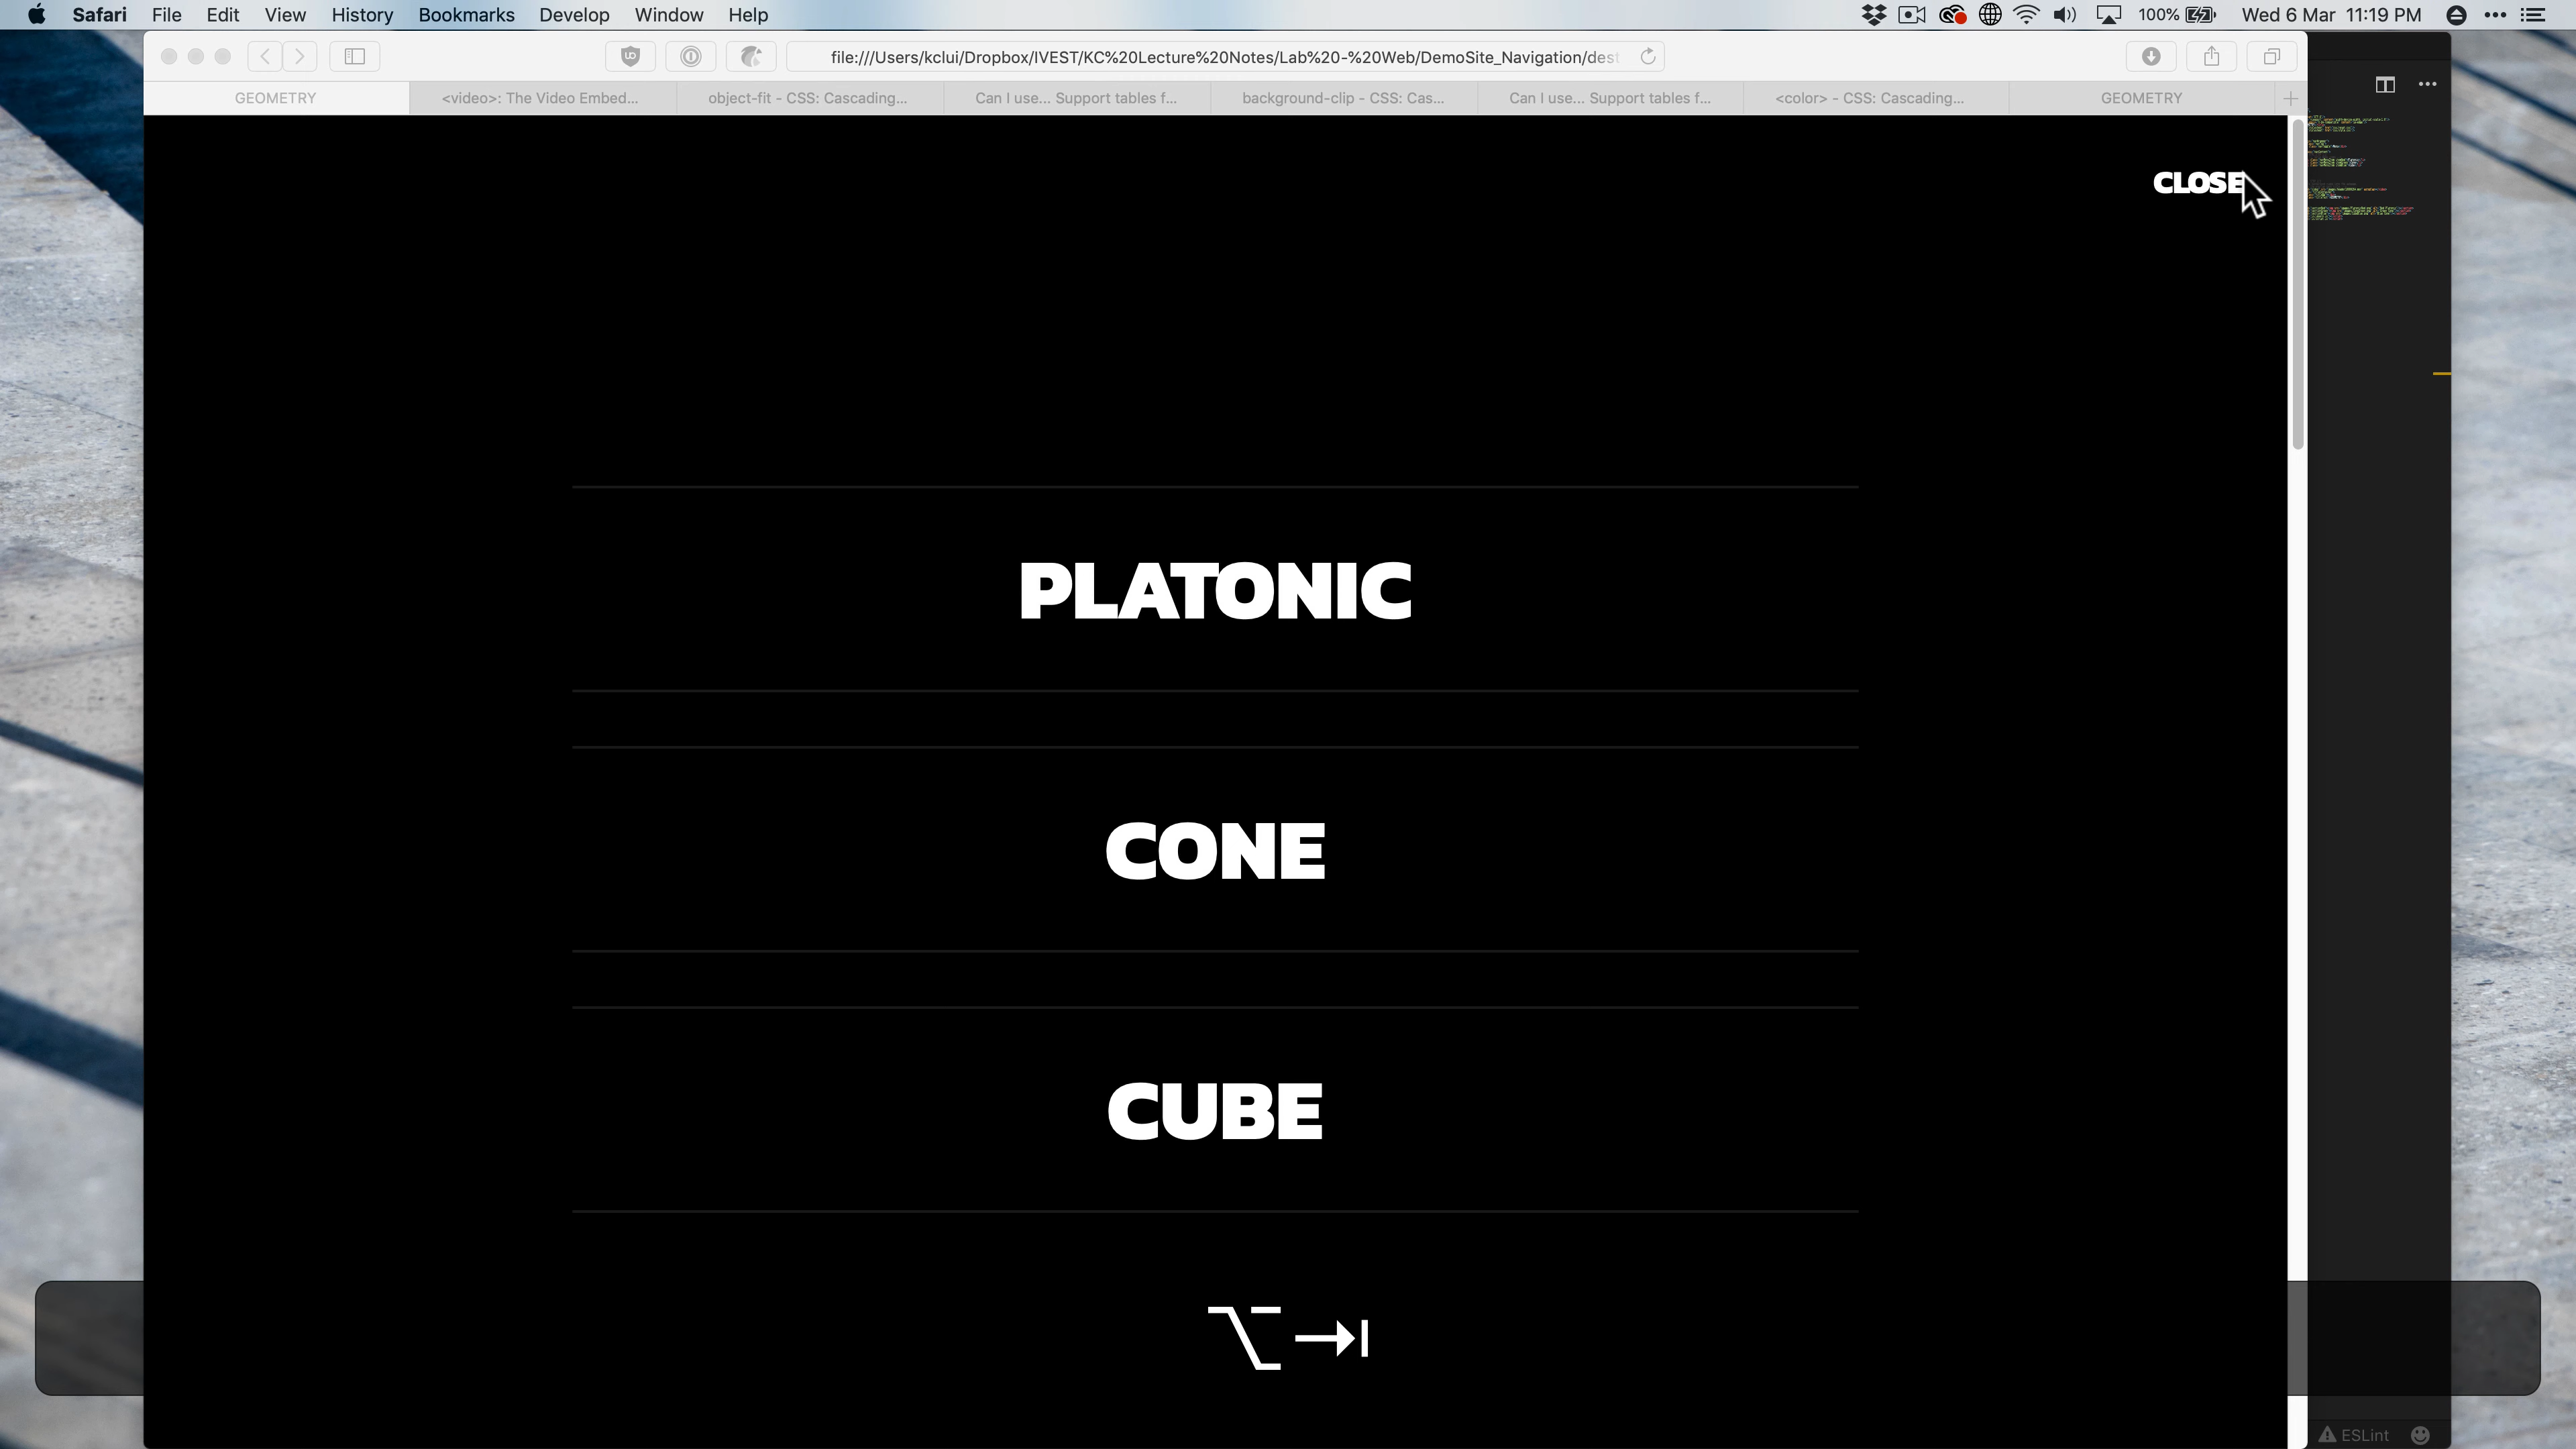 Safari File Edit View History Bookmarks Develop Window Help 100% Wed 6 Mar 11:19 PM
file:///Users/kclui/Dropbox/IVEST/KC%20Lecture%20Notes/Lab%20-%20Web/DemoSite_Navigation/dest
GEOMETRY <video>: The Video Embed... object-fit - CSS: Cascading... Can I use... Support tables f... background-clip - CSS: Cas... Can I use... Support tables f... <color> - CSS: Cascading... GEOMETRY
CLOSE
PLATONIC
CONE
CUBE
⌥⇥
ESLint